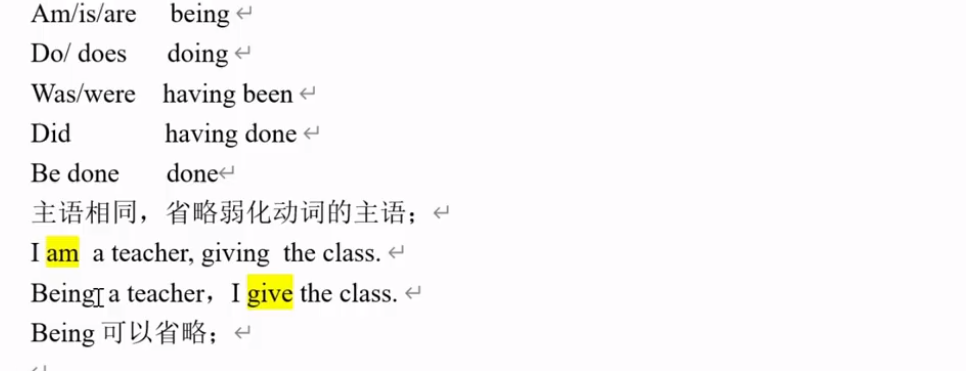 Am/is/are being
Do/ does doing
Was/were having been
Did having done
Be done done
主语相同，省略弱化动词的主语；
I am a teacher, giving the class.
Being a teacher，I give the class.
Being 可以省略；